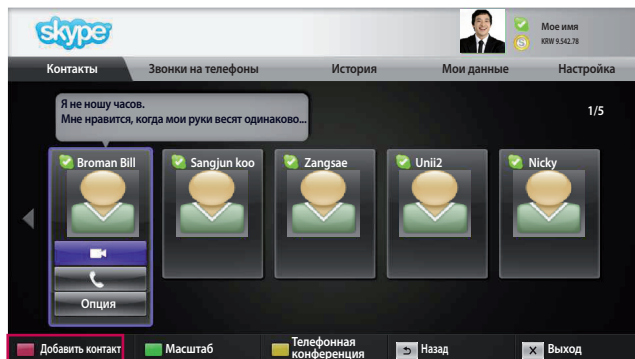 skype
Мое имя
KRW 9.542.78
Контакты Звонки на телефоны История Мои данные Настройка
Я не ношу часов.
Мне нравится, когда мои руки весят одинаково...
1/5
Broman Bill Sangjun koo Zangsae Unii2 Nicky
Опция
Добавить контакт Масштаб Телефонная конференция Назад X Выход